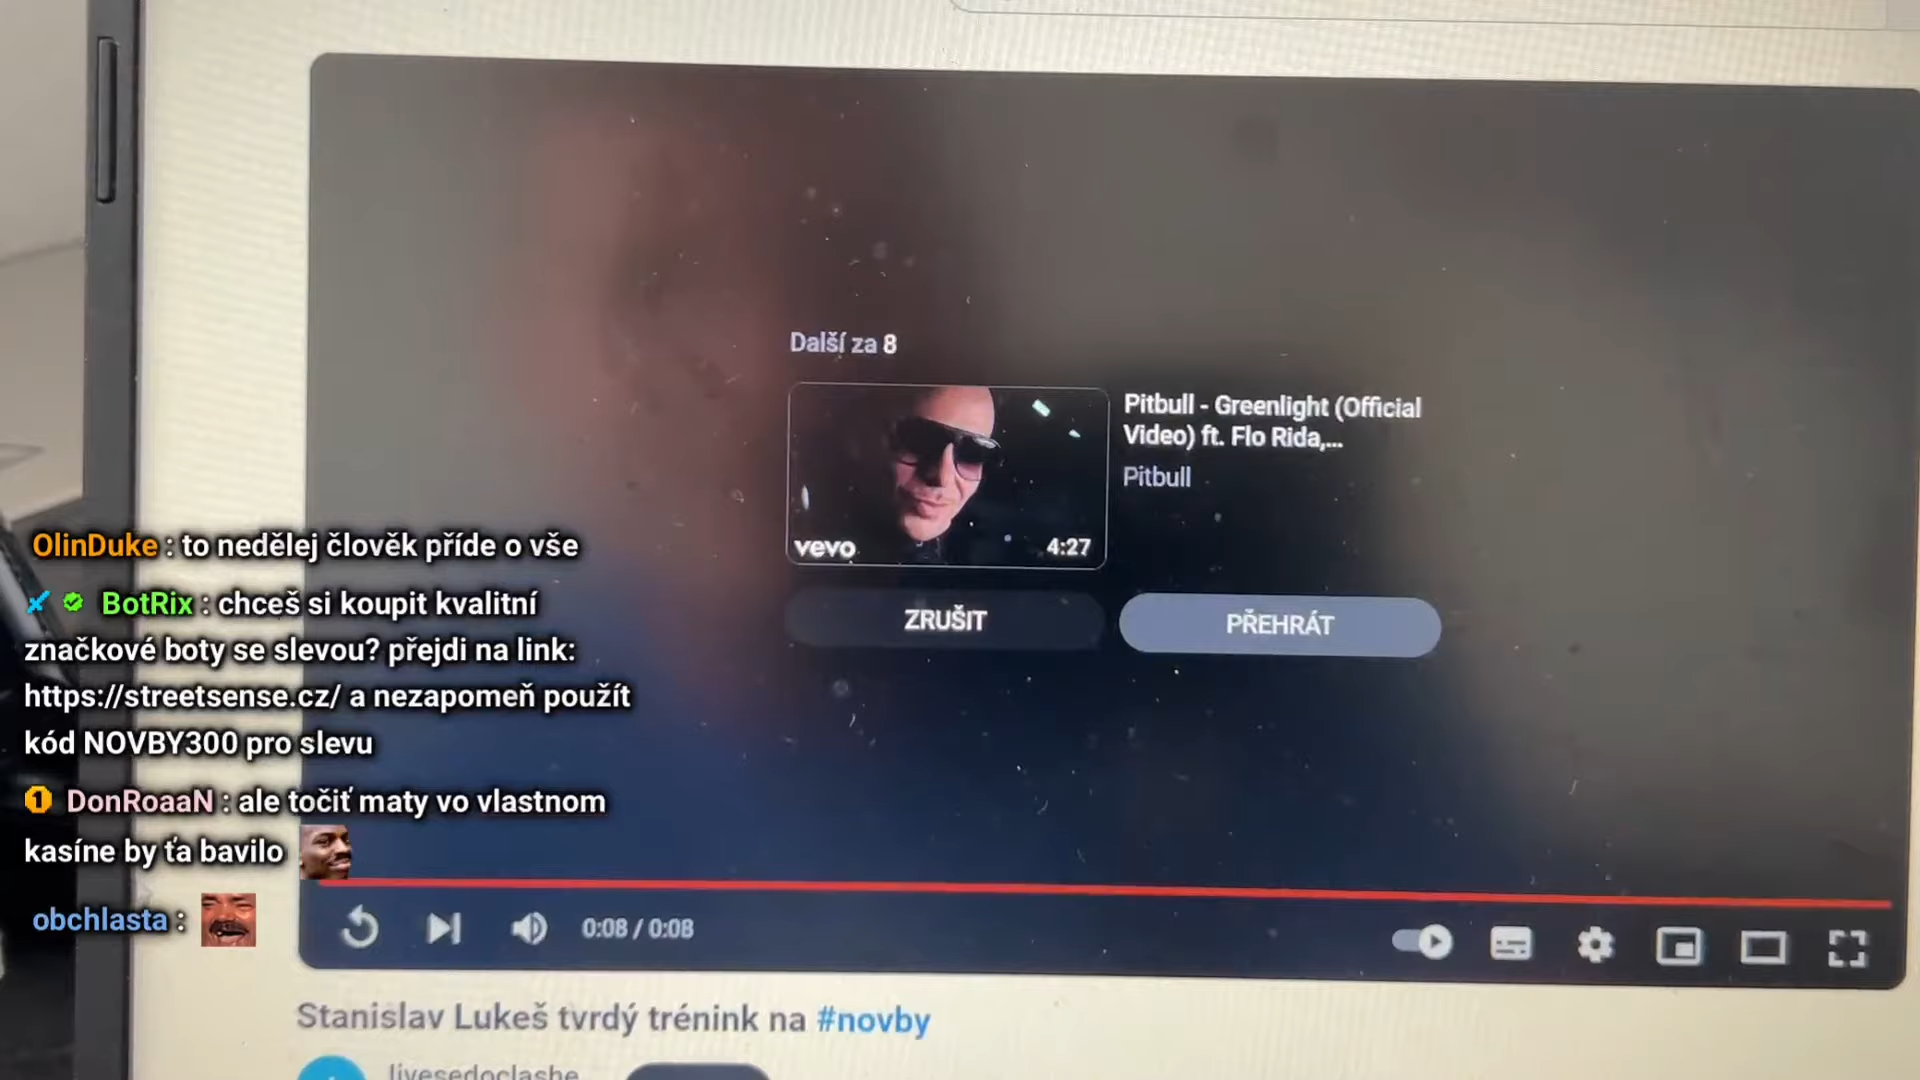 Další za 8
Pitbull - Greenlight (Official
Video) ft. Flo Rida,...
Pitbull
vevo
4:27
ZRUŠIT
PŘEHRÁT
OlinDuke : to nedělej člověk příde o vše
BotRix : chceš si koupit kvalitní
značkové boty se slevou? přejdi na link:
https://streetsense.cz/ a nezapomeň použít
kód NOVBY300 pro slevu
1 DonRoaaN : ale točiť maty vo vlastnom
kasíne by ťa bavilo
obchlasta :
0:08 / 0:08
Stanislav Lukeš tvrdý trénink na #novby
livesedoclashe